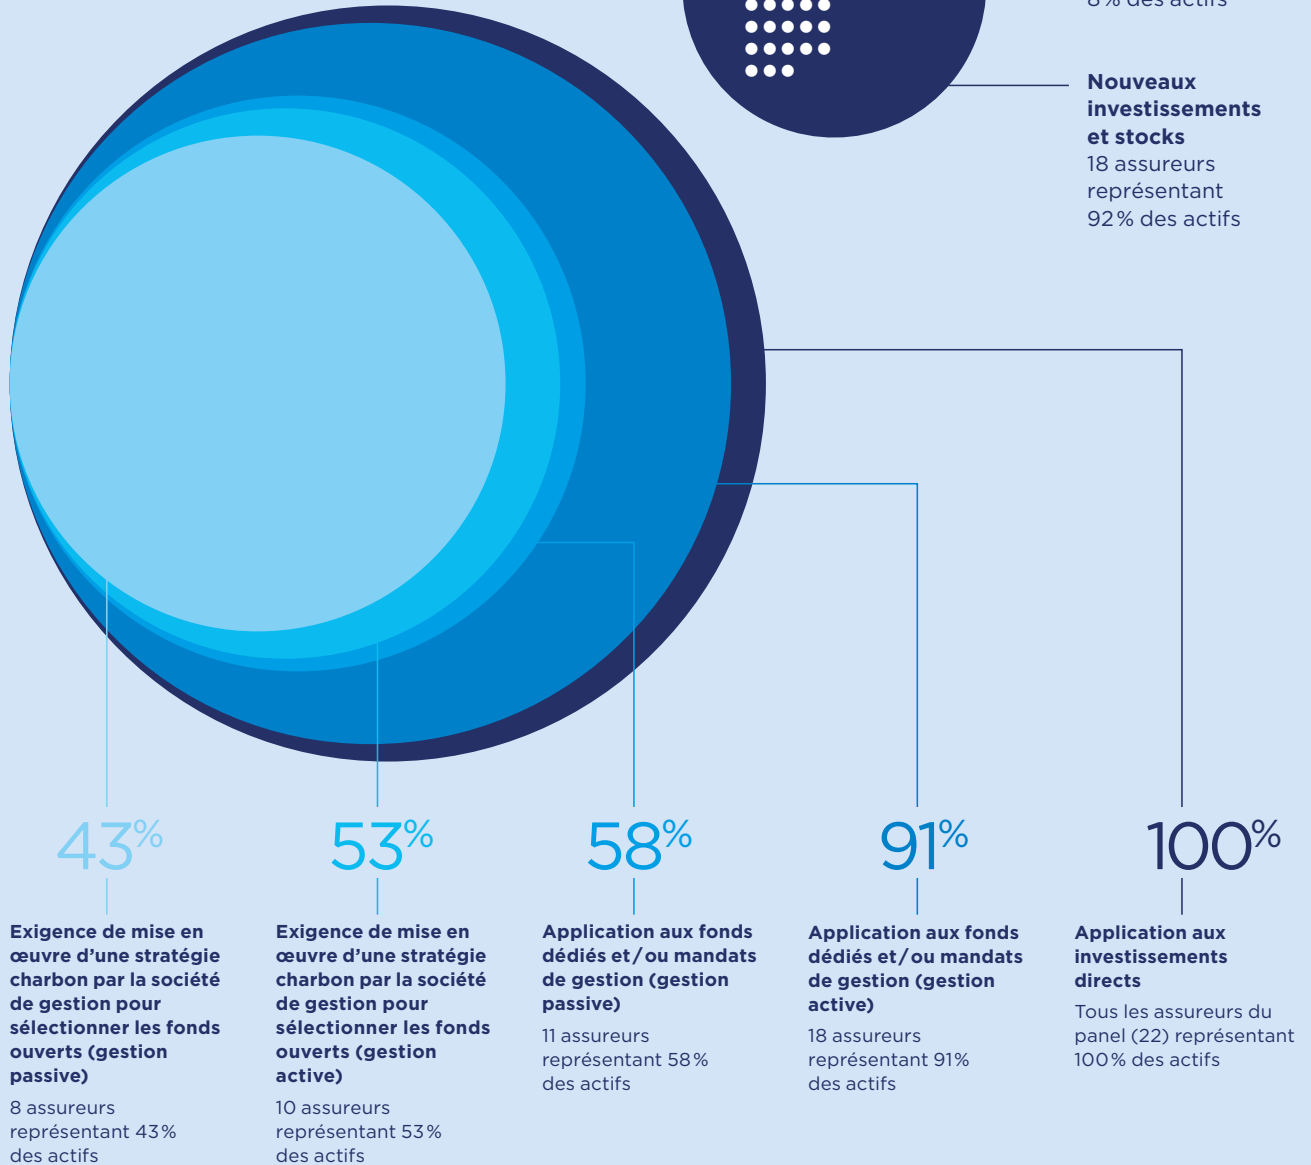 8% des actifs
Nouveaux
investissements
et stocks
18 assureurs
représentant
92% des actifs
43%
Exigence de mise en
œuvre d'une stratégie
charbon par la société
de gestion pour
sélectionner les fonds
ouverts (gestion
passive)
8 assureurs
représentant 43%
des actifs
53%
Exigence de mise en
œuvre d'une stratégie
charbon par la société
de gestion pour
sélectionner les fonds
ouverts (gestion
active)
10 assureurs
représentant 53%
des actifs
58%
Application aux fonds
dédiés et/ou mandats
de gestion (gestion
passive)
11 assureurs
représentant 58%
des actifs
91%
Application aux fonds
dédiés et/ou mandats
de gestion (gestion
active)
18 assureurs
représentant 91%
des actifs
100%
Application aux
investissements
directs
Tous les assureurs du
panel (22) représentant
100% des actifs